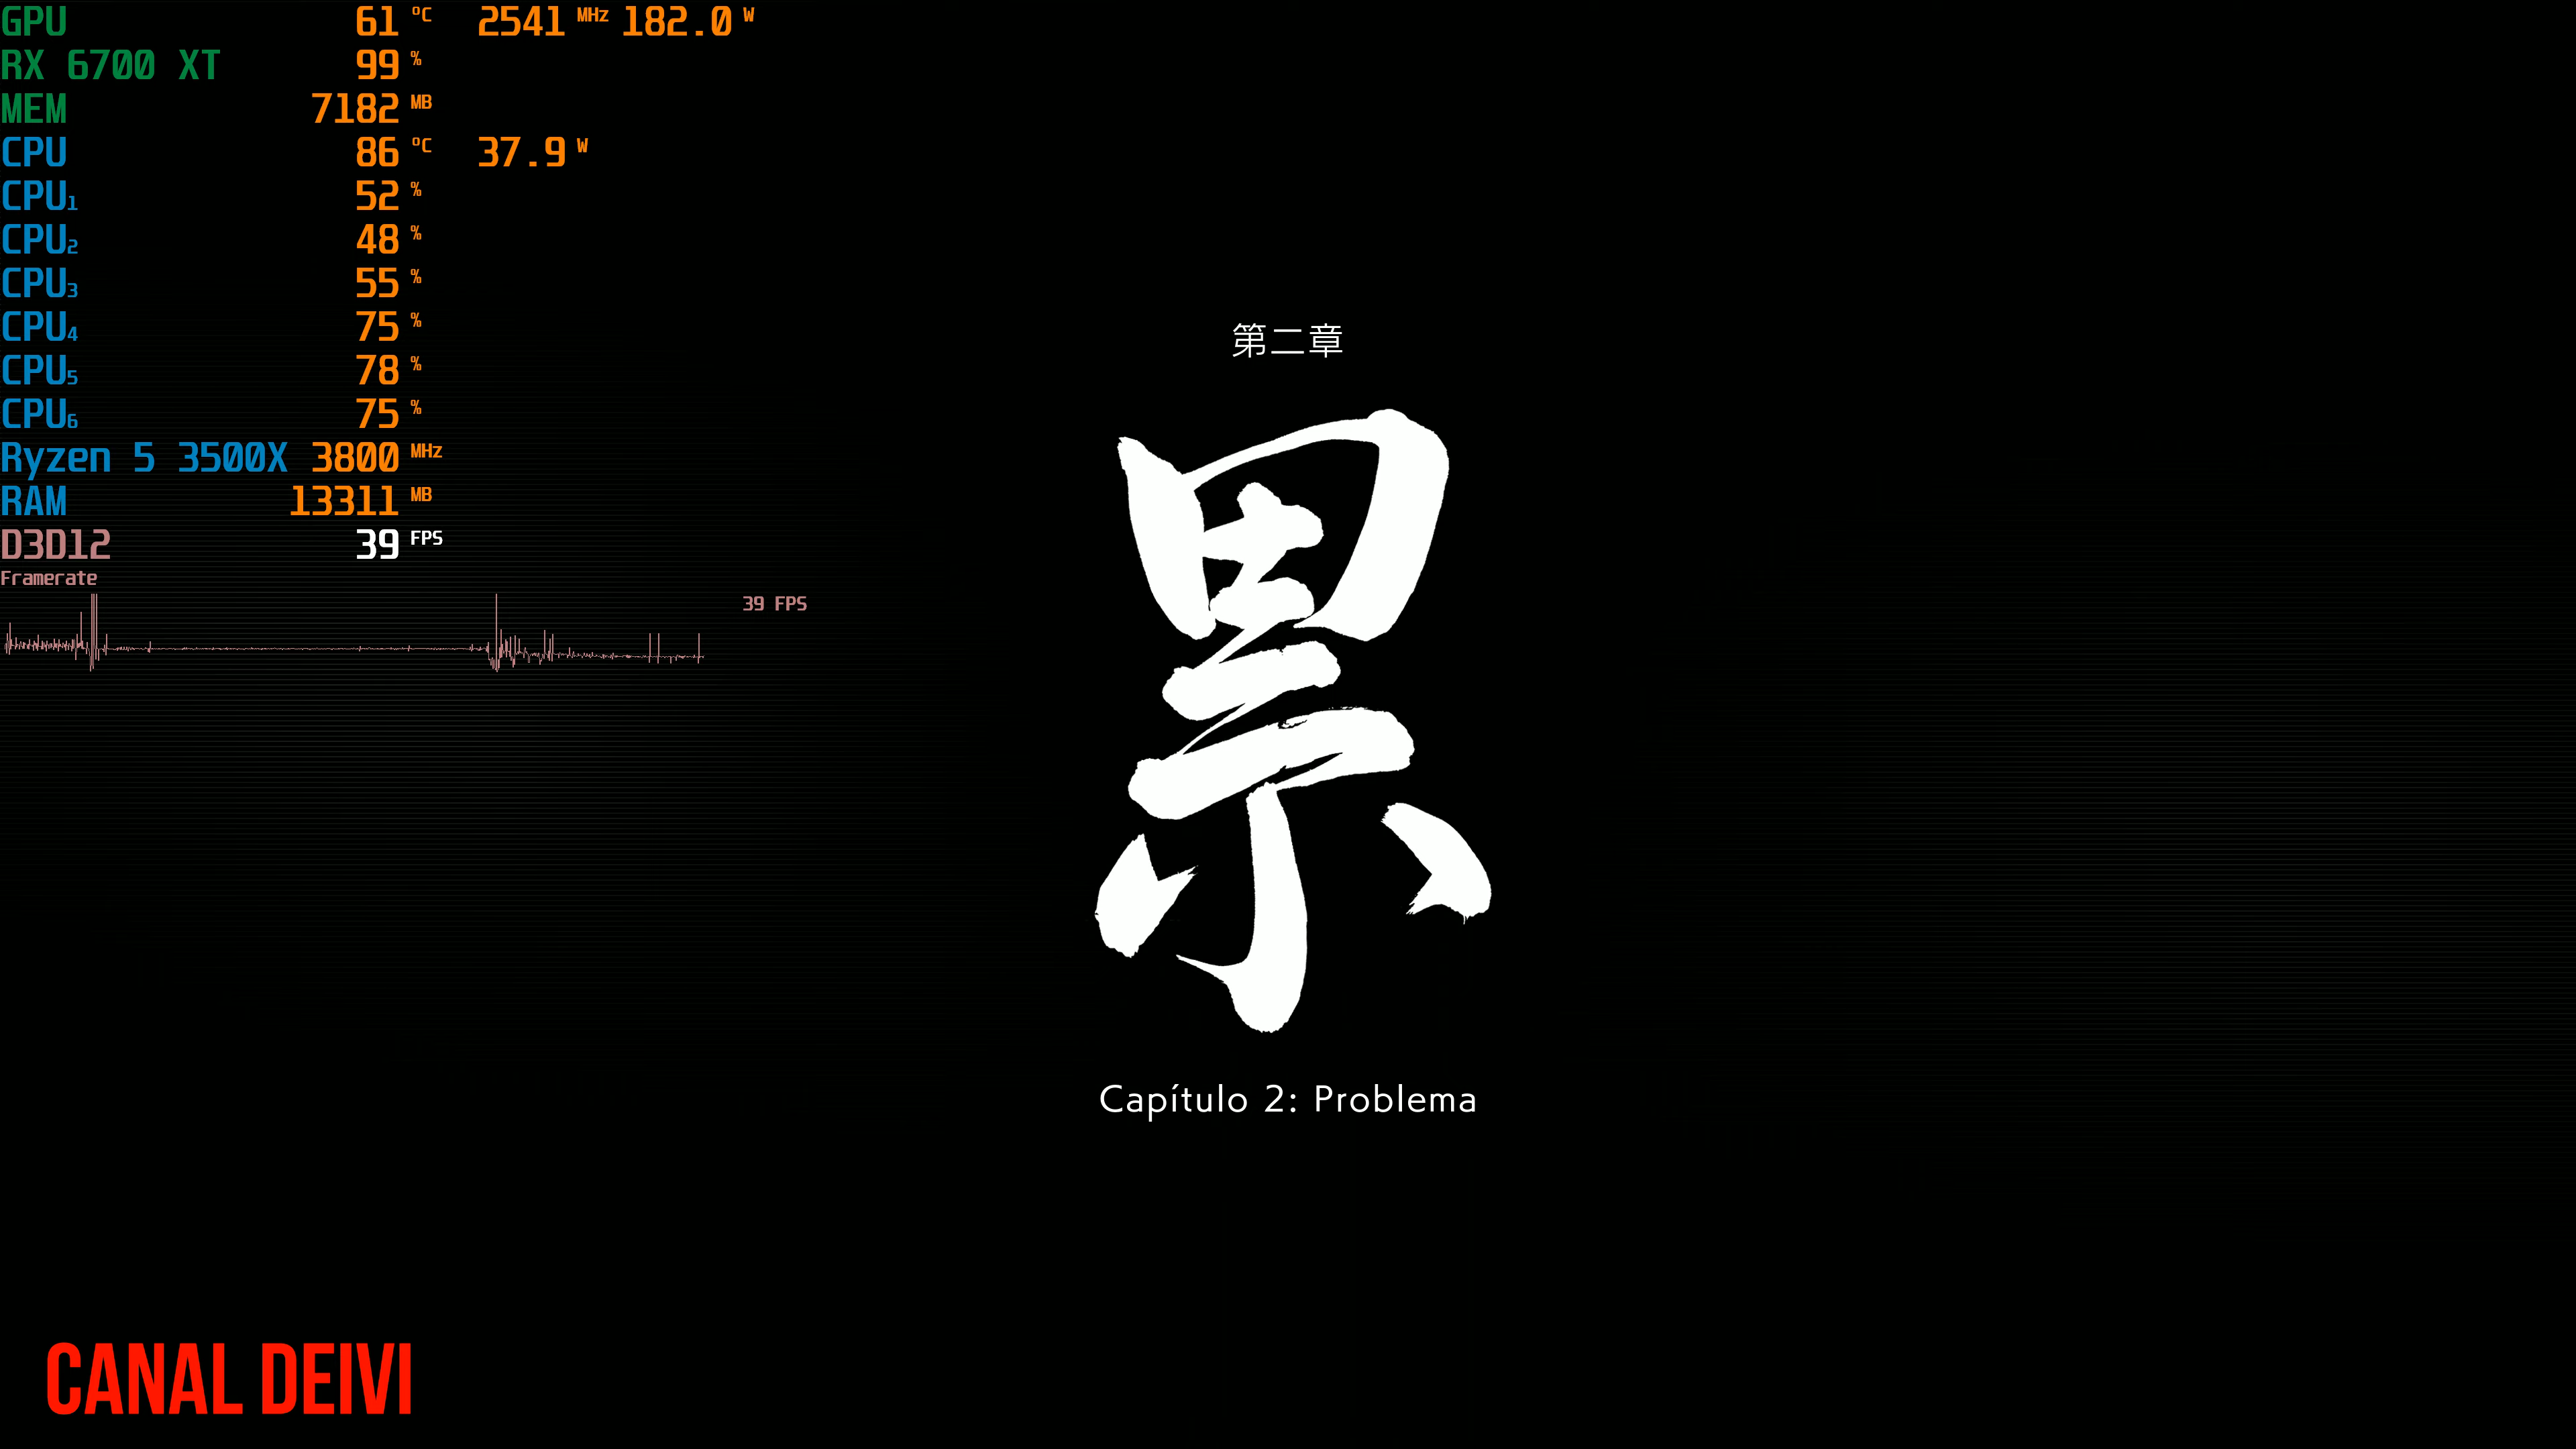 GPU 61 °C 2541 MHz 182.0 W
RX 6700 XT 99 %
MEM 7182 MB
CPU 86 °C 37.9 W
CPU1 52 %
CPU2 48 %
CPU3 55 %
CPU4 75 %
CPU5 78 %
CPU6 75 %
Ryzen 5 3500X 3800 MHz
RAM 13311 MB
D3D12 39 FPS
Framerate
39 FPS
第二章
累
Capítulo 2: Problema
CANAL DEIVI